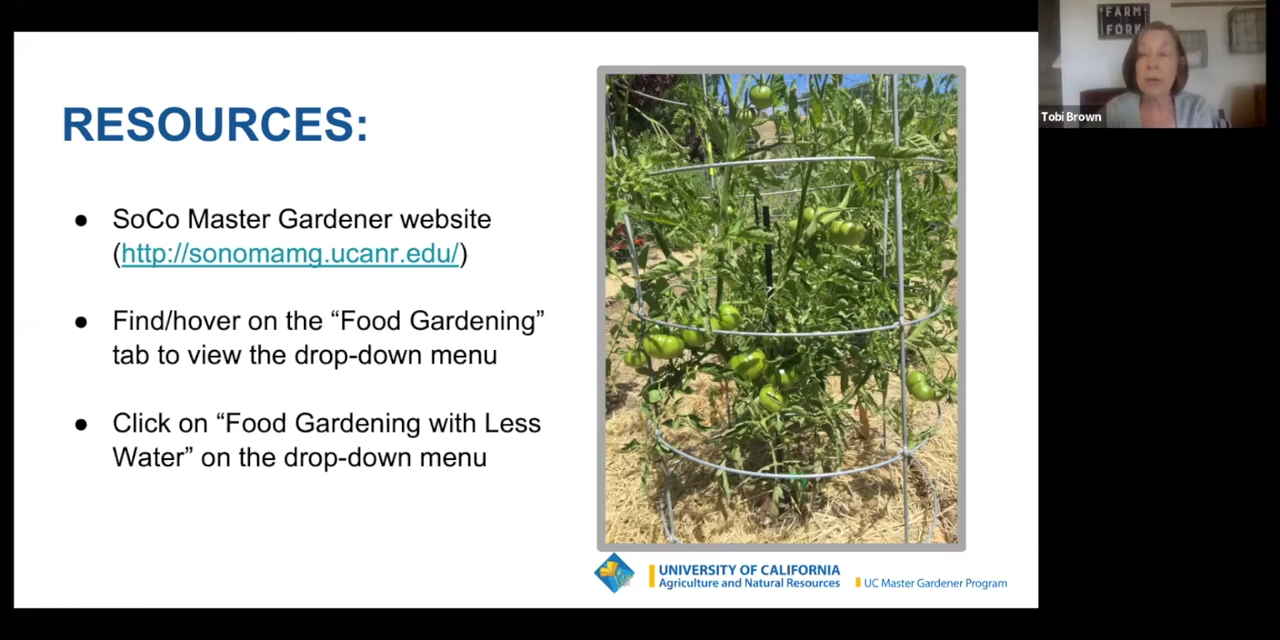 RESOURCES:
● SoCo Master Gardener website
(http://sonomamg.ucanr.edu/)
● Find/hover on the “Food Gardening”
tab to view the drop-down menu
● Click on “Food Gardening with Less
Water” on the drop-down menu
UNIVERSITY OF CALIFORNIA
Agriculture and Natural Resources
UC Master Gardener Program
FARM
FORK
Tobi Brown